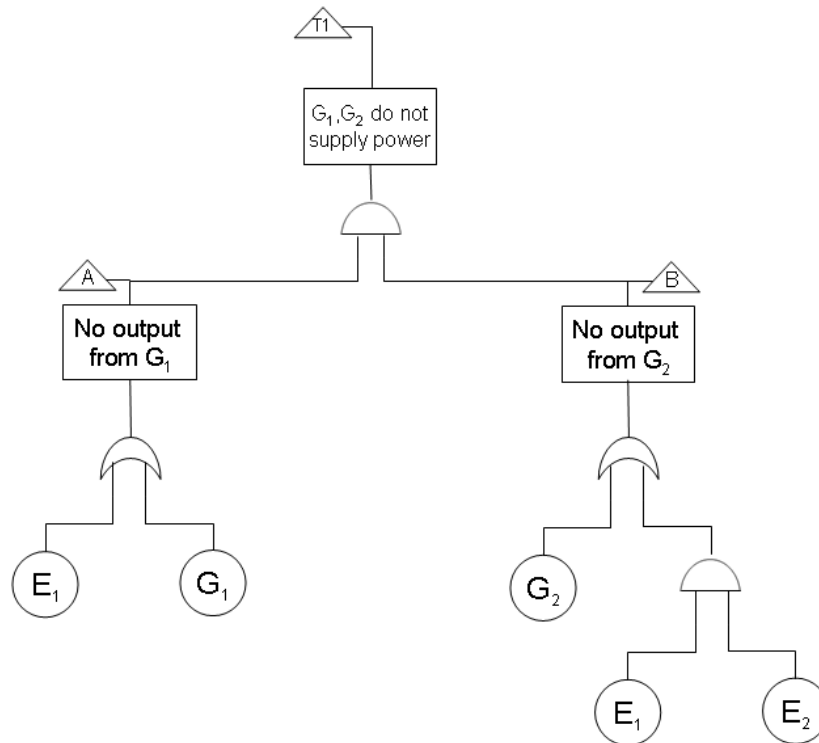 T1
G₁,G₂ do not
supply power
A
B
No output
from G₁
No output
from G₂
E₁
G₁
G₂
E₁
E₂